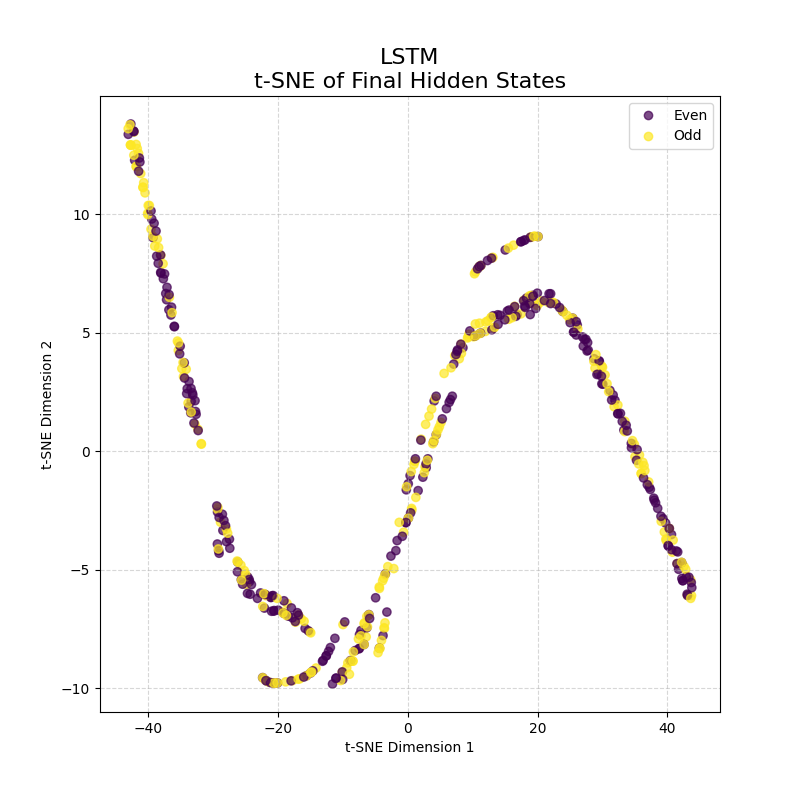 LSTM
t-SNE of Final Hidden States
Even
Odd
10
5
0
−5
−10
t-SNE Dimension 2
−40
−20
0
20
40
t-SNE Dimension 1